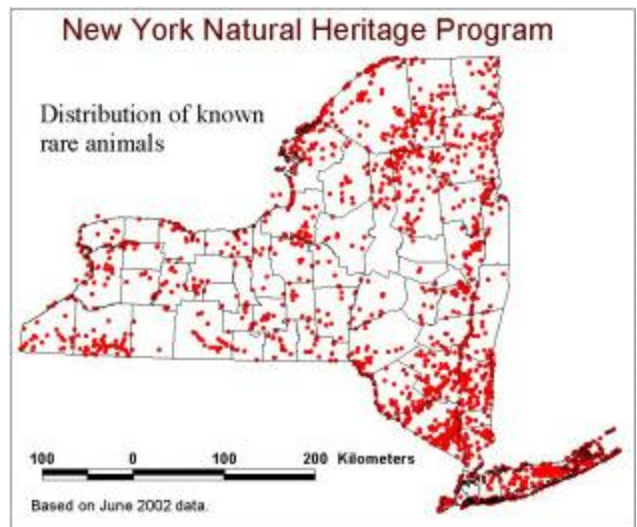 New York Natural Heritage Program
Distribution of known
rare animals
100 0 100 200 Kilometers
Based on June 2002 data.